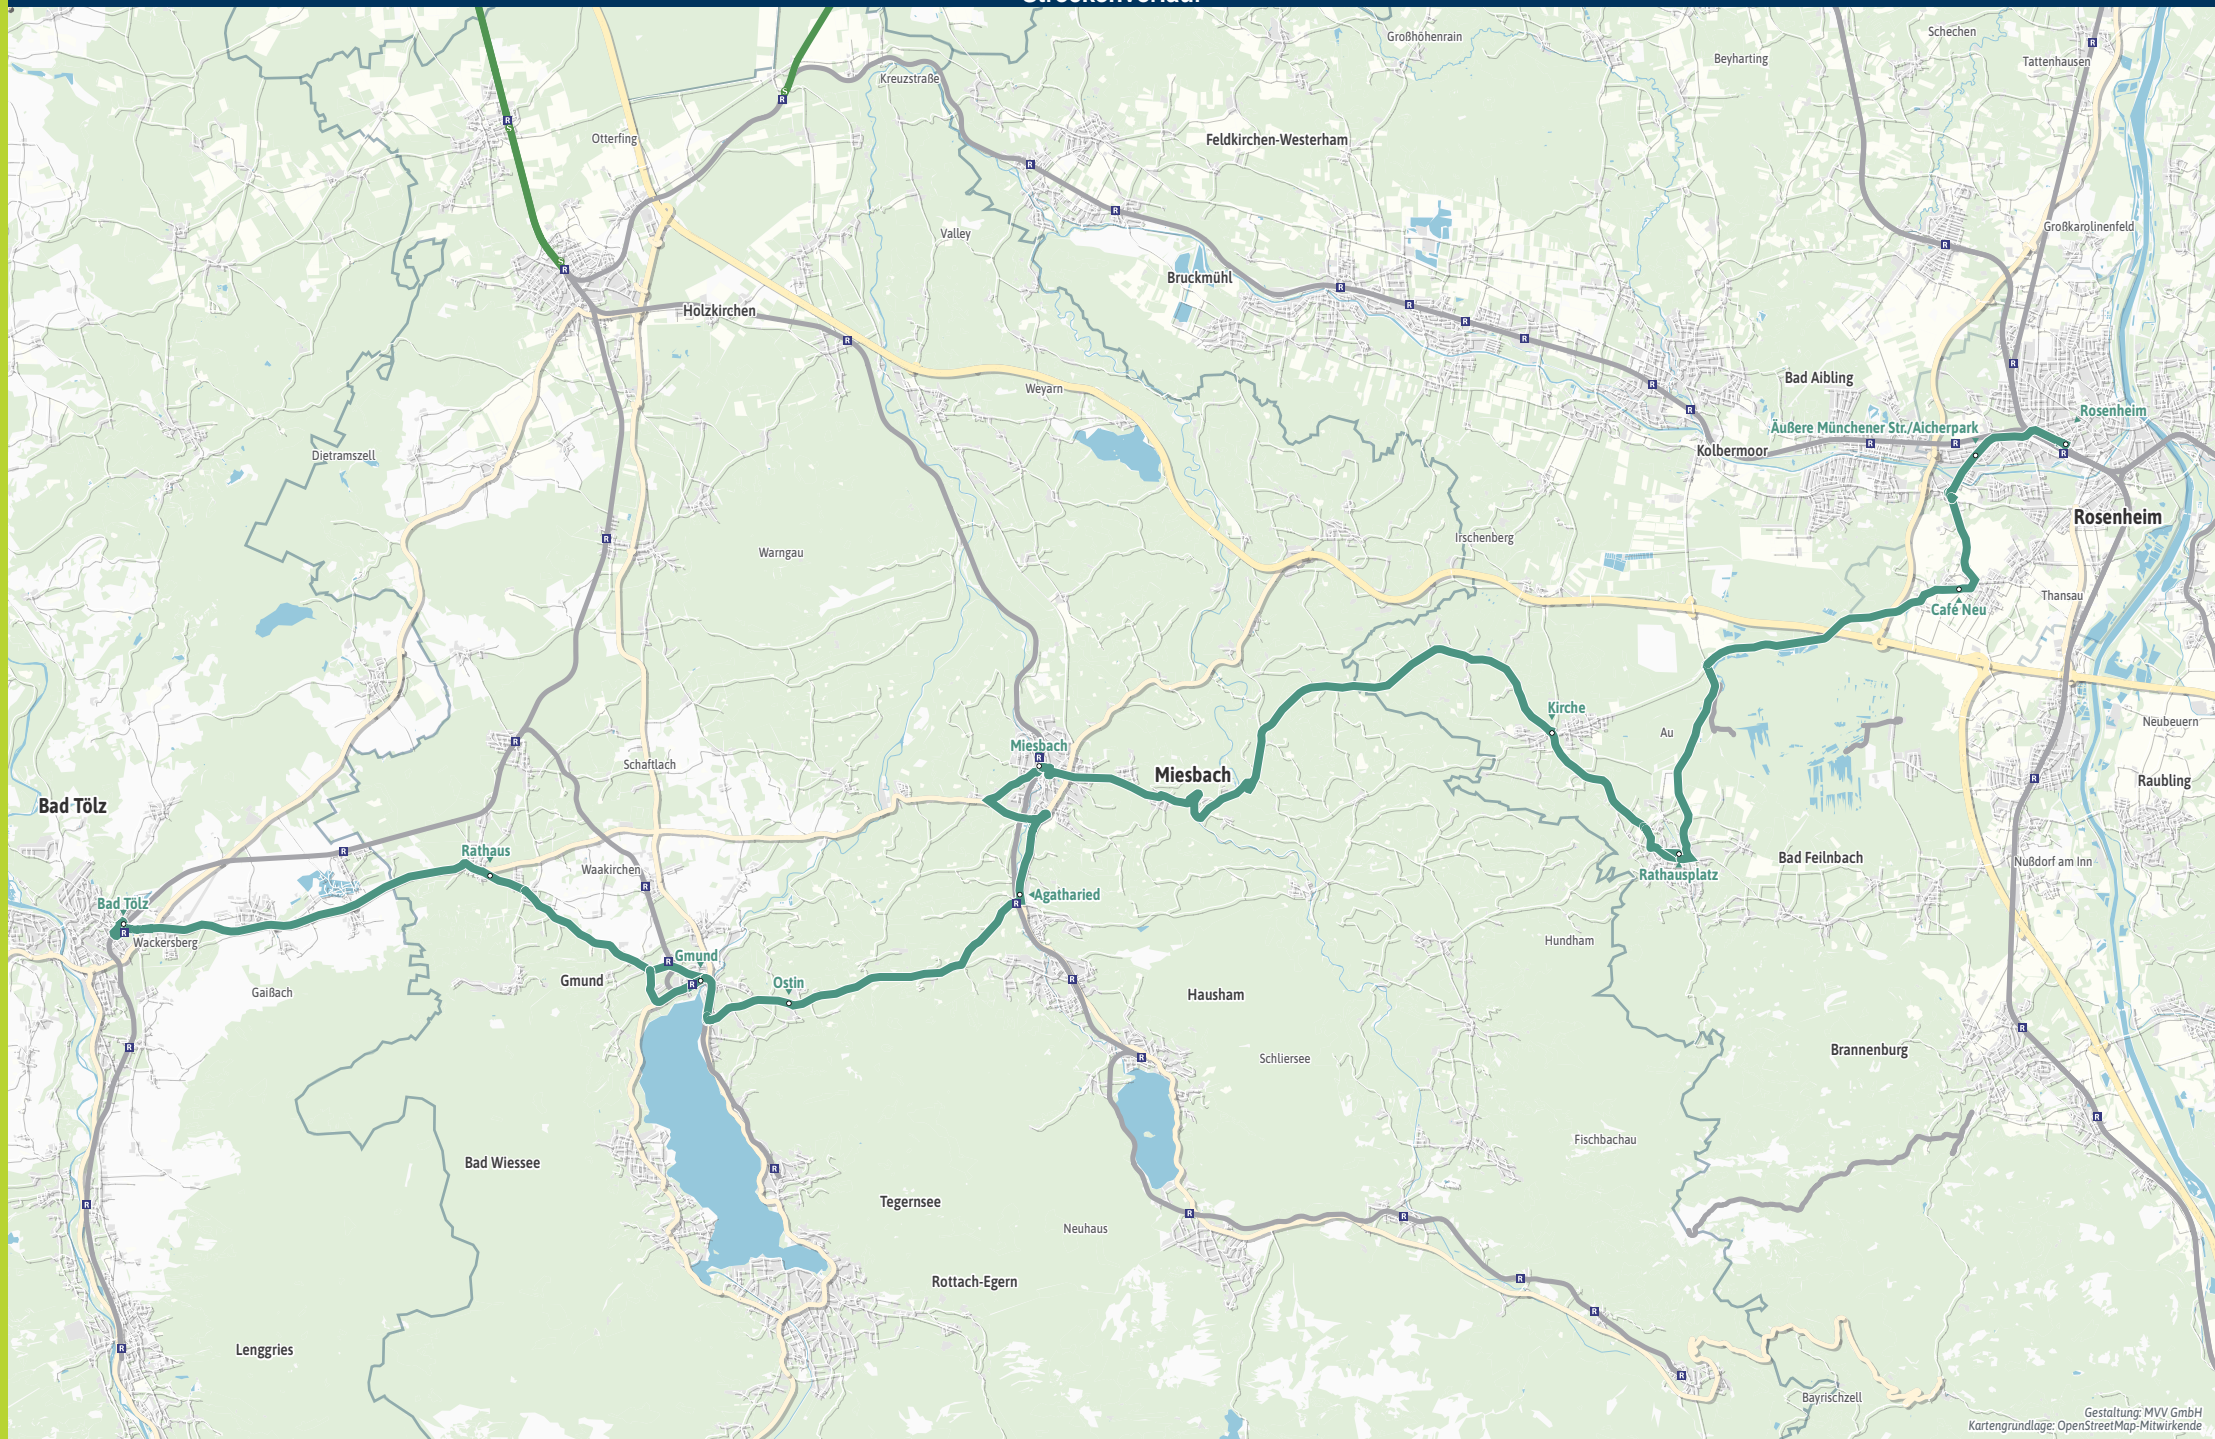 Streckenverlauf
Großhöhenrain
Schechen
Beyharting
Tattenhausen
Kreuzstraße
Otterfing
Feldkirchen-Westerham
Valley
Großkarolinenfeld
Bruckmühl
Holzkirchen
Bad Aibling
Weyarn
Rosenheim
Äußere Münchener Str./Aicherpark
Kolbermoor
Dietramszell
Rosenheim
Irschenberg
Warngau
Thansau
Café Neu
Kirche
Neubeuern
Au
Miesbach
Schaftlach
Miesbach
Raubling
Bad Tölz
Rathaus
Bad Feilnbach
Nußdorf am Inn
Waakirchen
Rathausplatz
Agatharied
Bad Tölz
Wackersberg
Hundham
Gmund
Gmund
Ostin
Gaißach
Hausham
Brannenburg
Schliersee
Fischbachau
Bad Wiessee
Tegernsee
Neuhaus
Rottach-Egern
Lenggries
Bayrischzell
Gestaltung: MVV GmbH
Kartengrundlage: OpenStreetMap-Mitwirkende